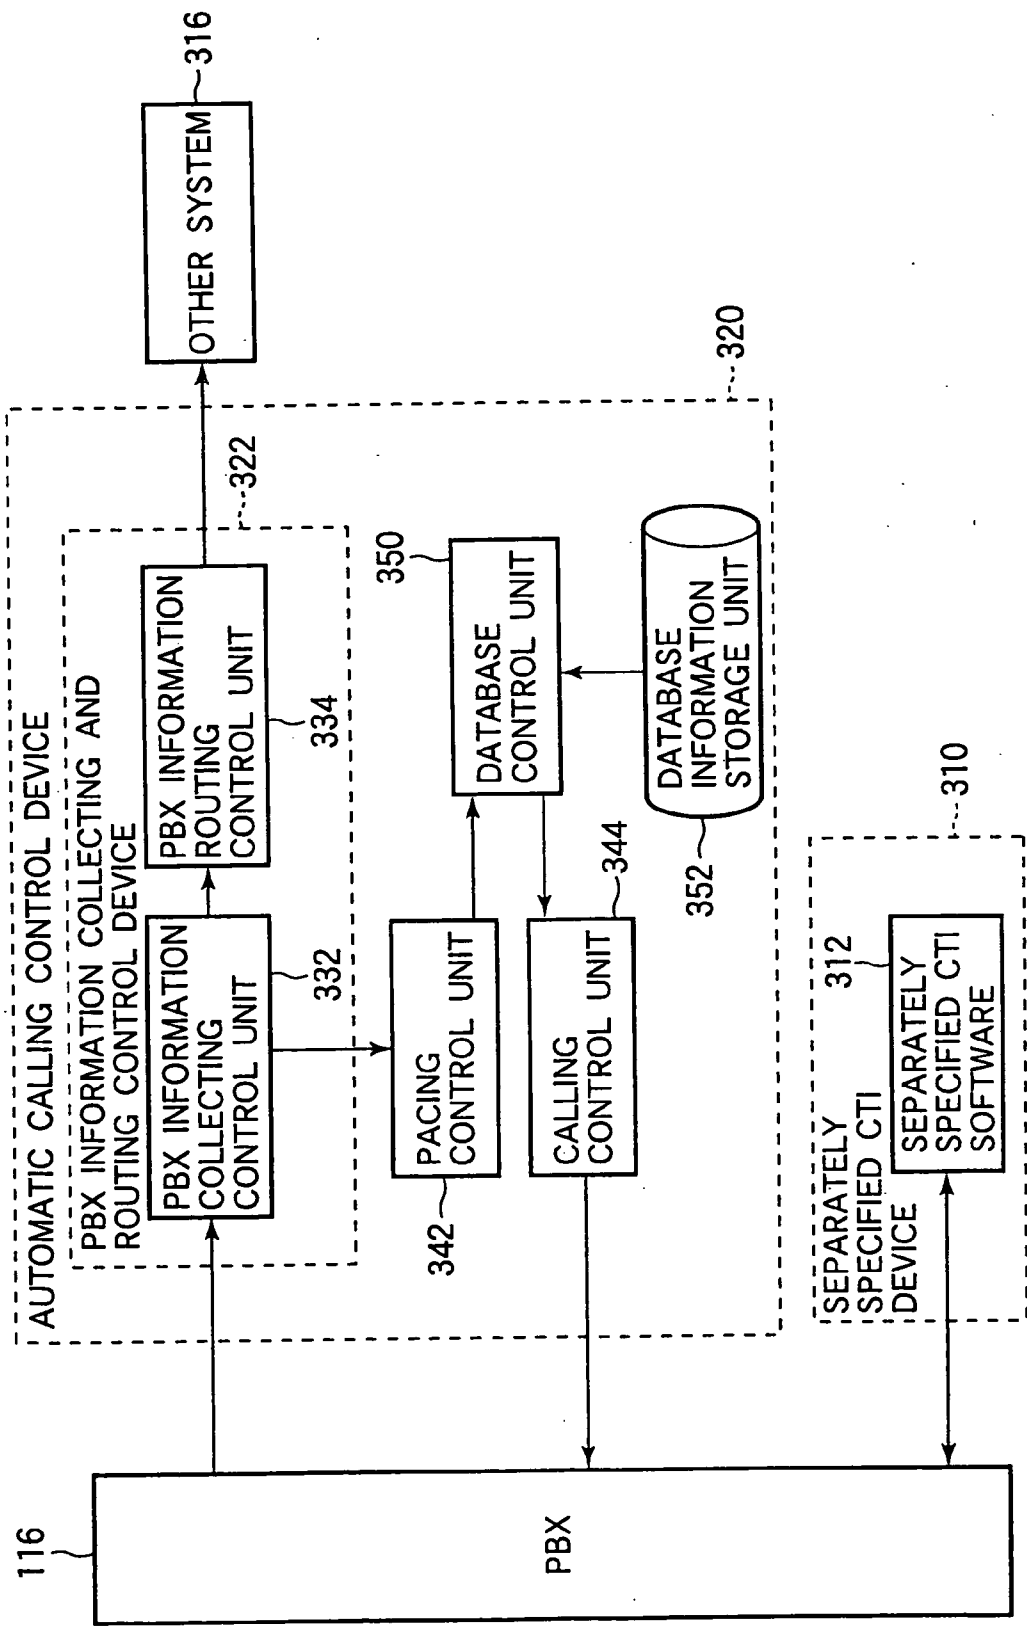 116
PBX
AUTOMATIC CALLING CONTROL DEVICE
PBX INFORMATION COLLECTING AND
ROUTING CONTROL DEVICE
PBX INFORMATION
COLLECTING
CONTROL UNIT
332
PBX INFORMATION
ROUTING
CONTROL UNIT
334
322
OTHER SYSTEM
316
PACING
CONTROL UNIT
342
DATABASE
CONTROL UNIT
350
CALLING
CONTROL UNIT
344
DATABASE
INFORMATION
STORAGE UNIT
352
320
SEPARATELY
SPECIFIED CTI
DEVICE
312
SEPARATELY
SPECIFIED CTI
SOFTWARE
310